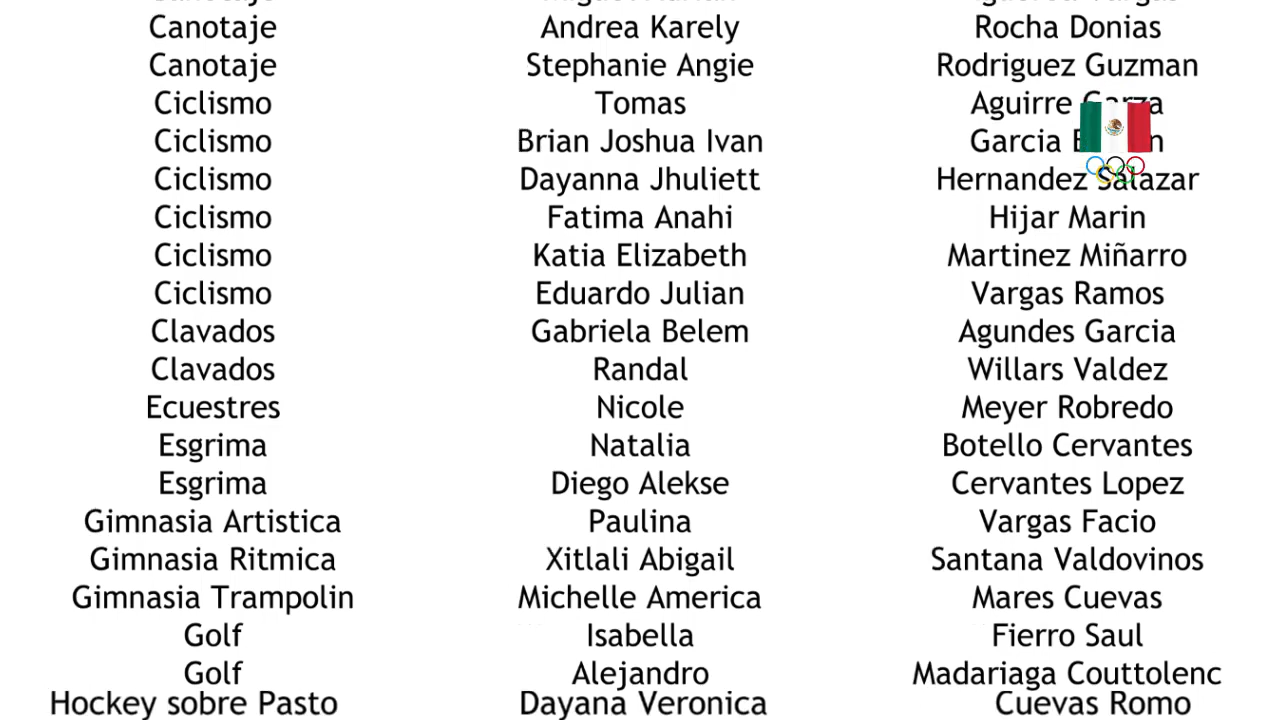 Canotaje Andrea Karely Rocha Donias
Canotaje Stephanie Angie Rodriguez Guzman
Ciclismo Tomas Aguirre Garza
Ciclismo Brian Joshua Ivan Garcia
Ciclismo Dayanna Jhuliett Hernandez Salazar
Ciclismo Fatima Anahi Hijar Marin
Ciclismo Katia Elizabeth Martinez Miñarro
Ciclismo Eduardo Julian Vargas Ramos
Clavados Gabriela Belem Agundes Garcia
Clavados Randal Willars Valdez
Ecuestres Nicole Meyer Robredo
Esgrima Natalia Botello Cervantes
Esgrima Diego Alekse Cervantes Lopez
Gimnasia Artistica Paulina Vargas Facio
Gimnasia Ritmica Xitlali Abigail Santana Valdovinos
Gimnasia Trampolin Michelle America Mares Cuevas
Golf Isabella Fierro Saul
Golf Alejandro Madariaga Couttolenc
Hockey sobre Pasto Dayana Veronica Cuevas Romo